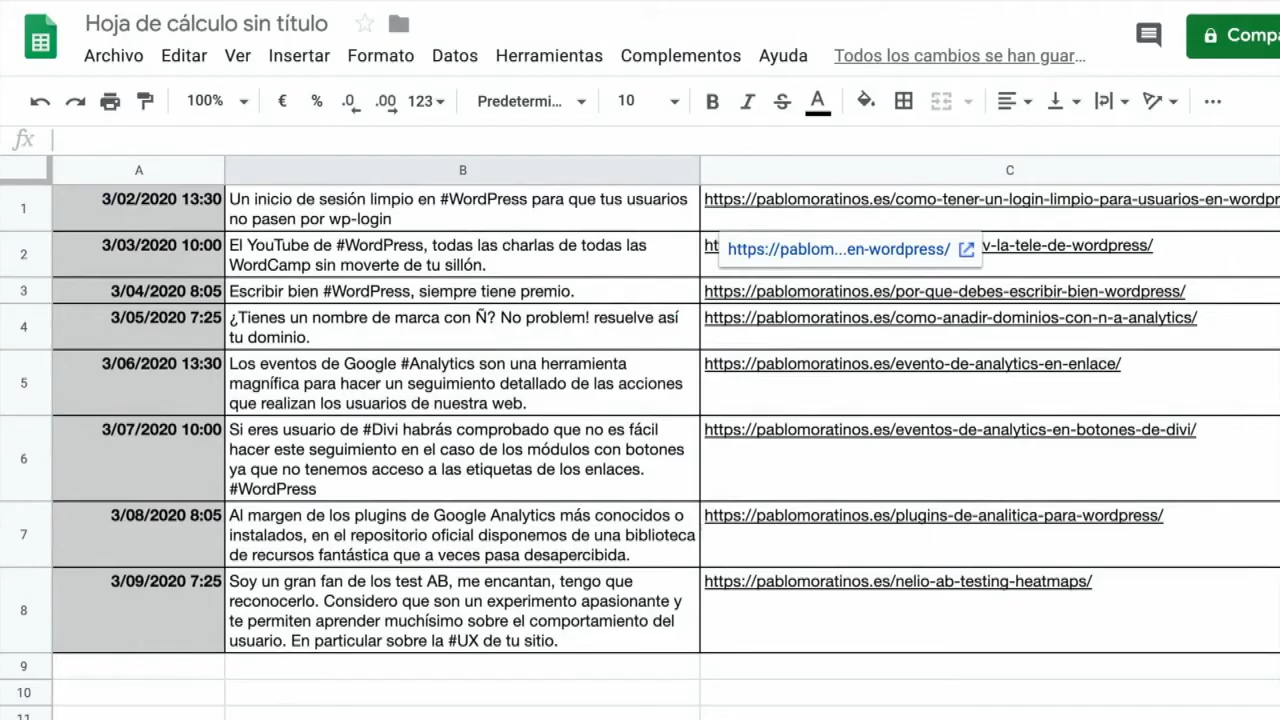 Hoja de cálculo sin título
Compa
Archivo Editar Ver Insertar Formato Datos Herramientas Complementos Ayuda Todos los cambios se han guar...
100% € % .0 .00 123 Predetermi... 10 B I S A ...
fx
A B C
1 3/02/2020 13:30 Un inicio de sesión limpio en #WordPress para que tus usuarios https://pablomoratinos.es/como-tener-un-login-limpio-para-usuarios-en-wordpr
no pasen por wp-login
2 3/03/2020 10:00 El YouTube de #WordPress, todas las charlas de todas las ht v-la-tele-de-wordpress/
https://pablom...en-wordpress/
WordCamp sin moverte de tu sillón.
3 3/04/2020 8:05 Escribir bien #WordPress, siempre tiene premio. https://pablomoratinos.es/por-que-debes-escribir-bien-wordpress/
4 3/05/2020 7:25 ¿Tienes un nombre de marca con Ñ? No problem! resuelve así https://pablomoratinos.es/como-anadir-dominios-con-n-a-analytics/
tu dominio.
5 3/06/2020 13:30 Los eventos de Google #Analytics son una herramienta https://pablomoratinos.es/evento-de-analytics-en-enlace/
magnífica para hacer un seguimiento detallado de las acciones
que realizan los usuarios de nuestra web.
6 3/07/2020 10:00 Si eres usuario de #Divi habrás comprobado que no es fácil https://pablomoratinos.es/eventos-de-analytics-en-botones-de-divi/
hacer este seguimiento en el caso de los módulos con botones
ya que no tenemos acceso a las etiquetas de los enlaces.
#WordPress
7 3/08/2020 8:05 Al margen de los plugins de Google Analytics más conocidos o https://pablomoratinos.es/plugins-de-analitica-para-wordpress/
instalados, en el repositorio oficial disponemos de una biblioteca
de recursos fantástica que a veces pasa desapercibida.
8 3/09/2020 7:25 Soy un gran fan de los test AB, me encantan, tengo que https://pablomoratinos.es/nelio-ab-testing-heatmaps/
reconocerlo. Considero que son un experimento apasionante y
te permiten aprender muchísimo sobre el comportamiento del
usuario. En particular sobre la #UX de tu sitio.
9
10
11